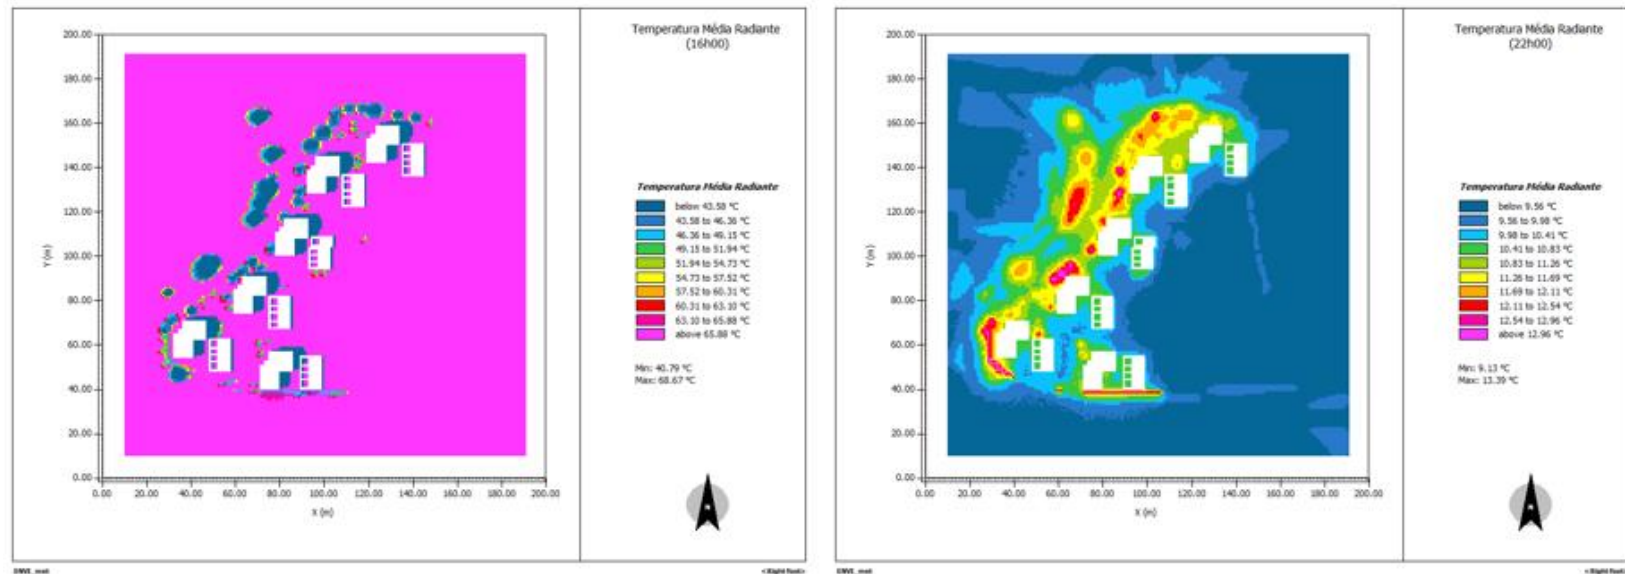 Temperatura Média Radiante
(16h00)
200.00
180.00
160.00
140.00
120.00
100.00
80.00
60.00
40.00
20.00
0.00
Y (m)
0.00 20.00 40.00 60.00 80.00 100.00 120.00 140.00 160.00 180.00 200.00
X (m)
Temperatura Média Radiante
below 43.58 °C
43.58 to 46.36 °C
46.36 to 49.15 °C
49.15 to 51.94 °C
51.94 to 54.73 °C
54.73 to 57.52 °C
57.52 to 60.31 °C
60.31 to 63.10 °C
63.10 to 65.88 °C
above 65.88 °C
Min: 40.79 °C
Max: 68.67 °C
ENVI_met
<Right foot>
Temperatura Média Radiante
(22h00)
200.00
180.00
160.00
140.00
120.00
100.00
80.00
60.00
40.00
20.00
0.00
Y (m)
0.00 20.00 40.00 60.00 80.00 100.00 120.00 140.00 160.00 180.00 200.00
X (m)
Temperatura Média Radiante
below 9.56 °C
9.56 to 9.98 °C
9.98 to 10.41 °C
10.41 to 10.83 °C
10.83 to 11.26 °C
11.26 to 11.69 °C
11.69 to 12.11 °C
12.11 to 12.54 °C
12.54 to 12.96 °C
above 12.96 °C
Min: 9.13 °C
Max: 13.39 °C
ENVI_met
<Right foot>